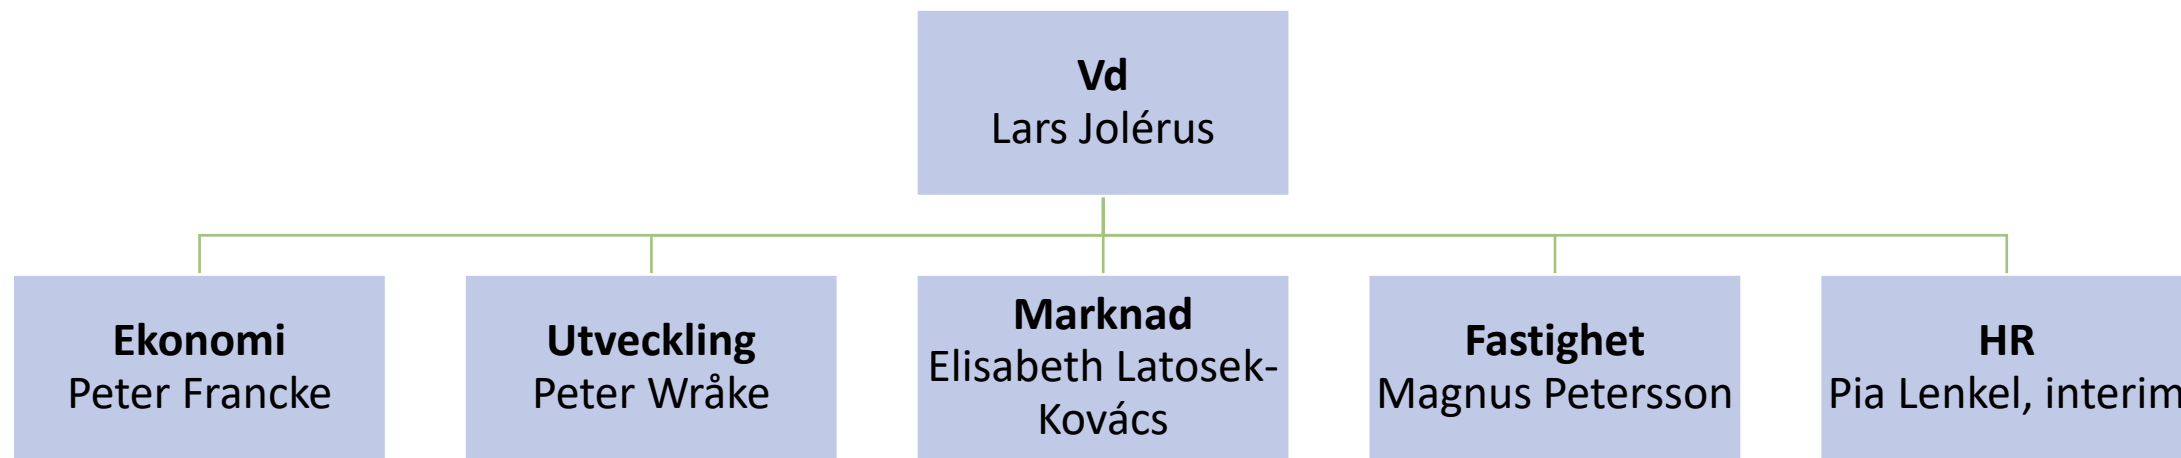 Vd
Lars Jolérus
Ekonomi
Peter Francke
Utveckling
Peter Wråke
Marknad
Elisabeth Latosek-
Kovács
Fastighet
Magnus Petersson
HR
Pia Lenkel, interim